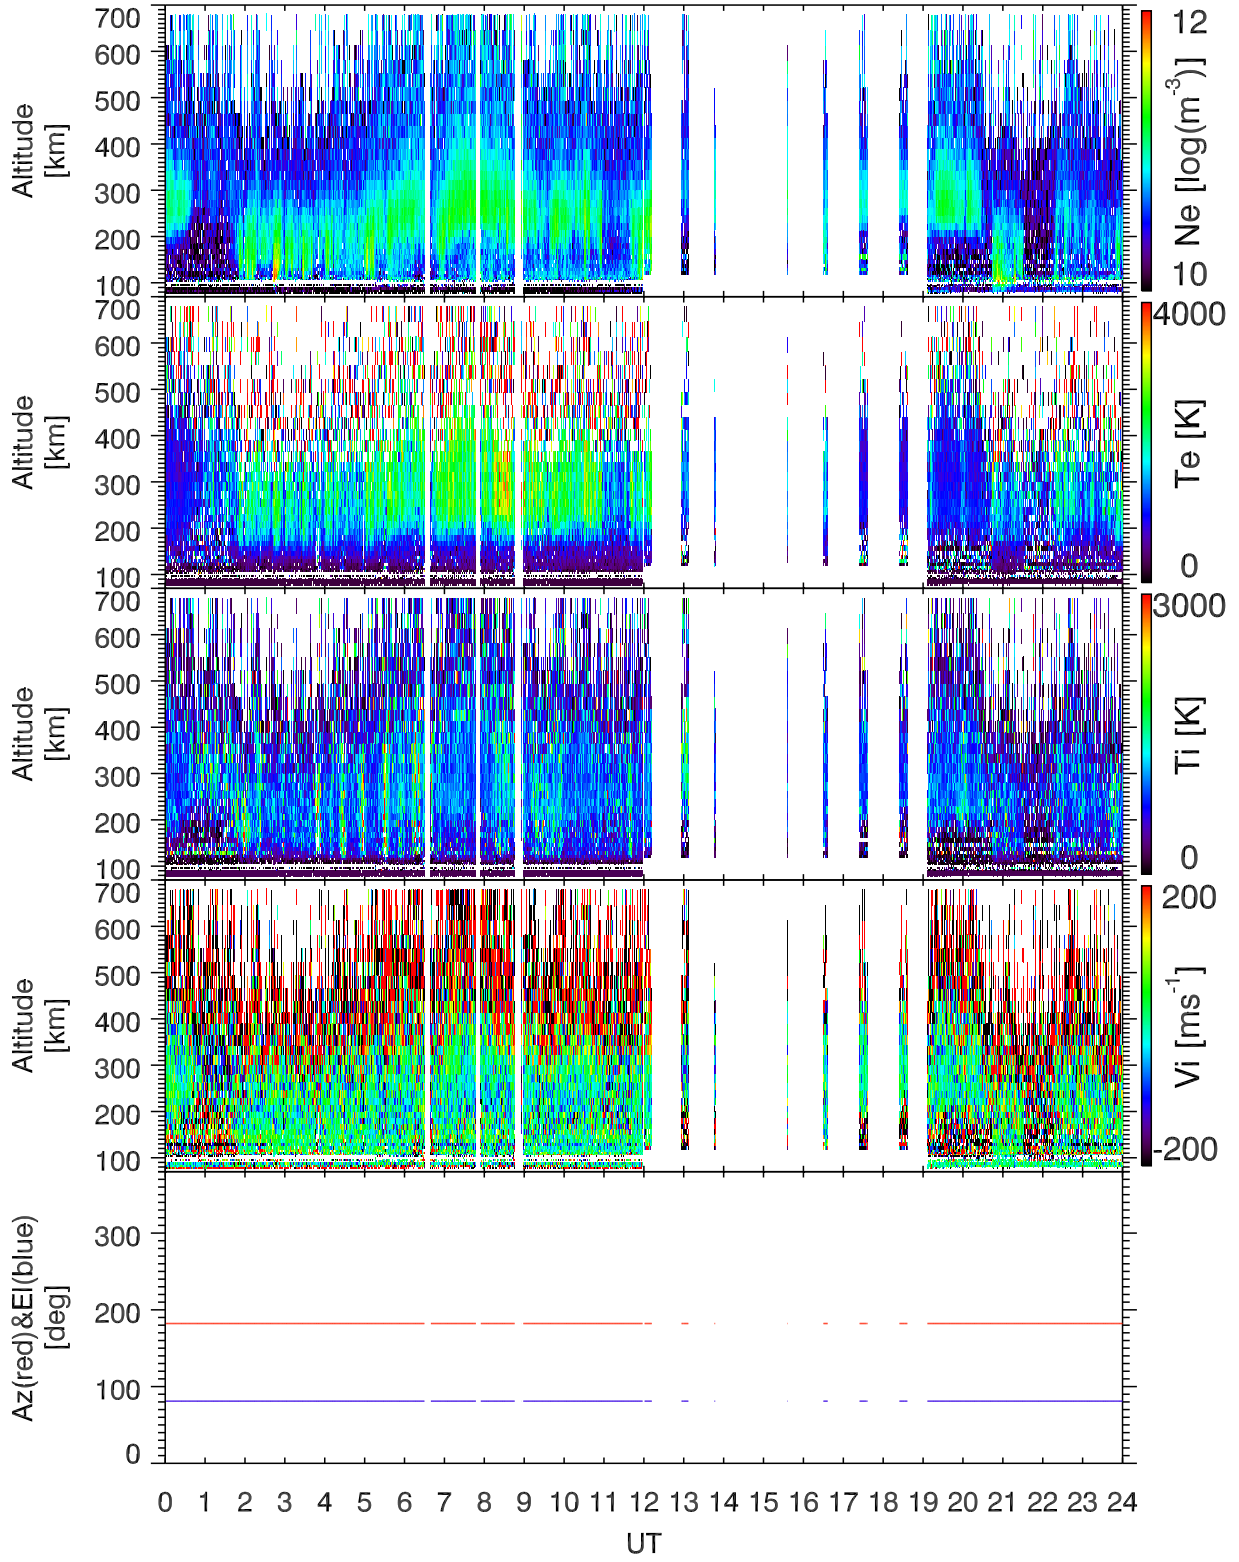 700
600
500
400
300
200
100
Altitude
[km]
12
Ne [log(m⁻³)]
10
700
600
500
400
300
200
100
Altitude
[km]
4000
Te [K]
0
700
600
500
400
300
200
100
Altitude
[km]
3000
Ti [K]
0
700
600
500
400
300
200
100
Altitude
[km]
200
Vi [ms⁻¹]
-200
300
200
100
0
Az(red)&El(blue)
[deg]
0 1 2 3 4 5 6 7 8 9 10 11 12 13 14 15 16 17 18 19 20 21 22 23 24
UT